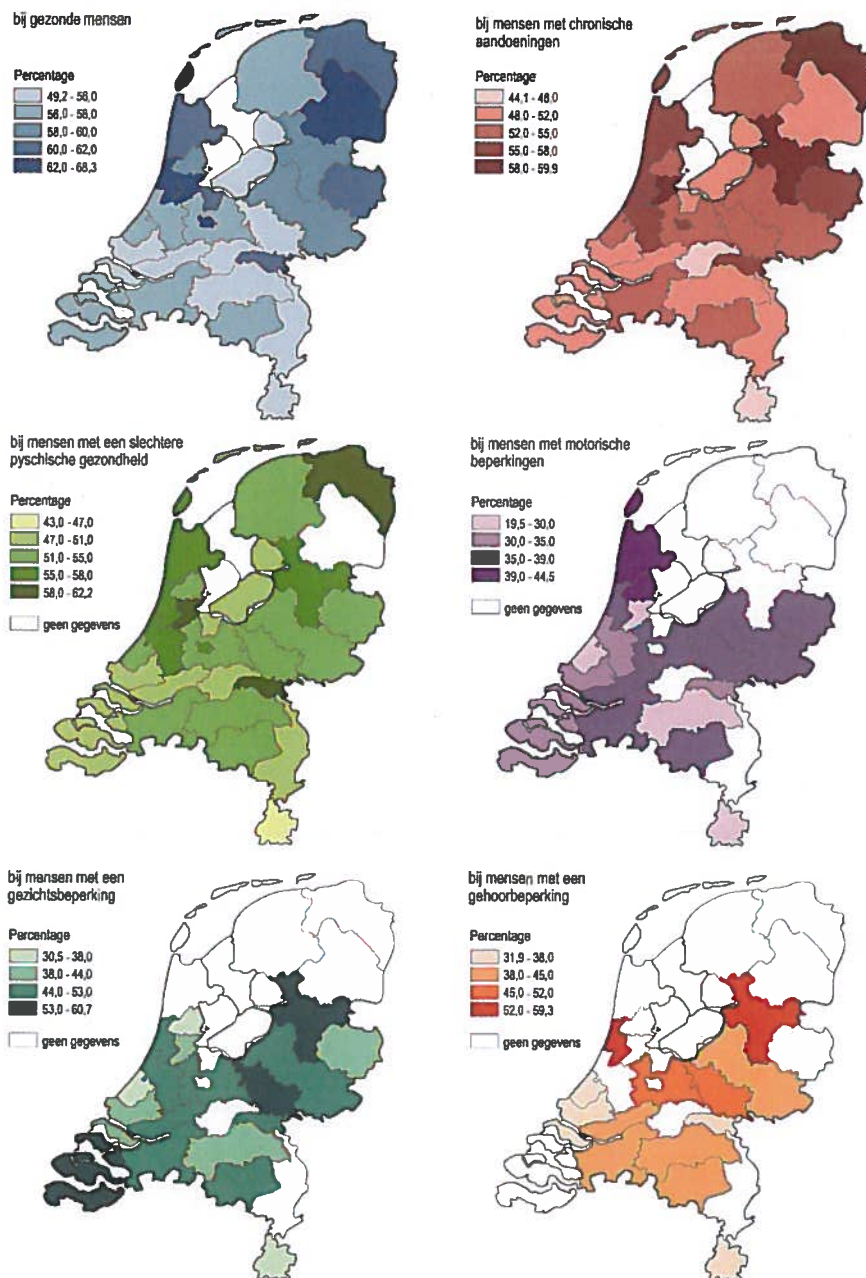 bij gezonde mensen
Percentage
49,2 - 56,0
56,0 - 58,0
58,0 - 60,0
60,0 - 62,0
62,0 - 68,3
bij mensen met chronische
aandoeningen
Percentage
44,1 - 48,0
48,0 - 52,0
52,0 - 55,0
55,0 - 58,0
58,0 - 59,9
bij mensen met een slechtere
pyschische gezondheid
Percentage
43,0 - 47,0
47,0 - 51,0
51,0 - 55,0
55,0 - 58,0
58,0 - 62,2
geen gegevens
bij mensen met motorische
beperkingen
Percentage
19,5 - 30,0
30,0 - 35,0
35,0 - 39,0
39,0 - 44,5
geen gegevens
bij mensen met een
gezichtsbeperking
Percentage
30,5 - 38,0
38,0 - 44,0
44,0 - 53,0
53,0 - 60,7
geen gegevens
bij mensen met een
gehoorbeperking
Percentage
31,9 - 38,0
38,0 - 45,0
45,0 - 52,0
52,0 - 59,3
geen gegevens